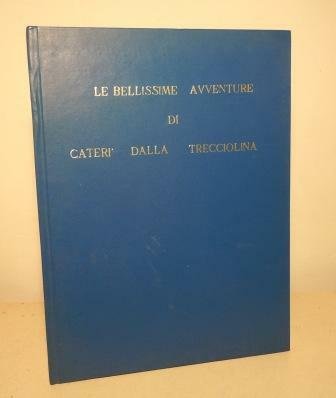 LE BELLISSIME AVVENTURE
DI
CATERI' DALLA TRECCIOLINA